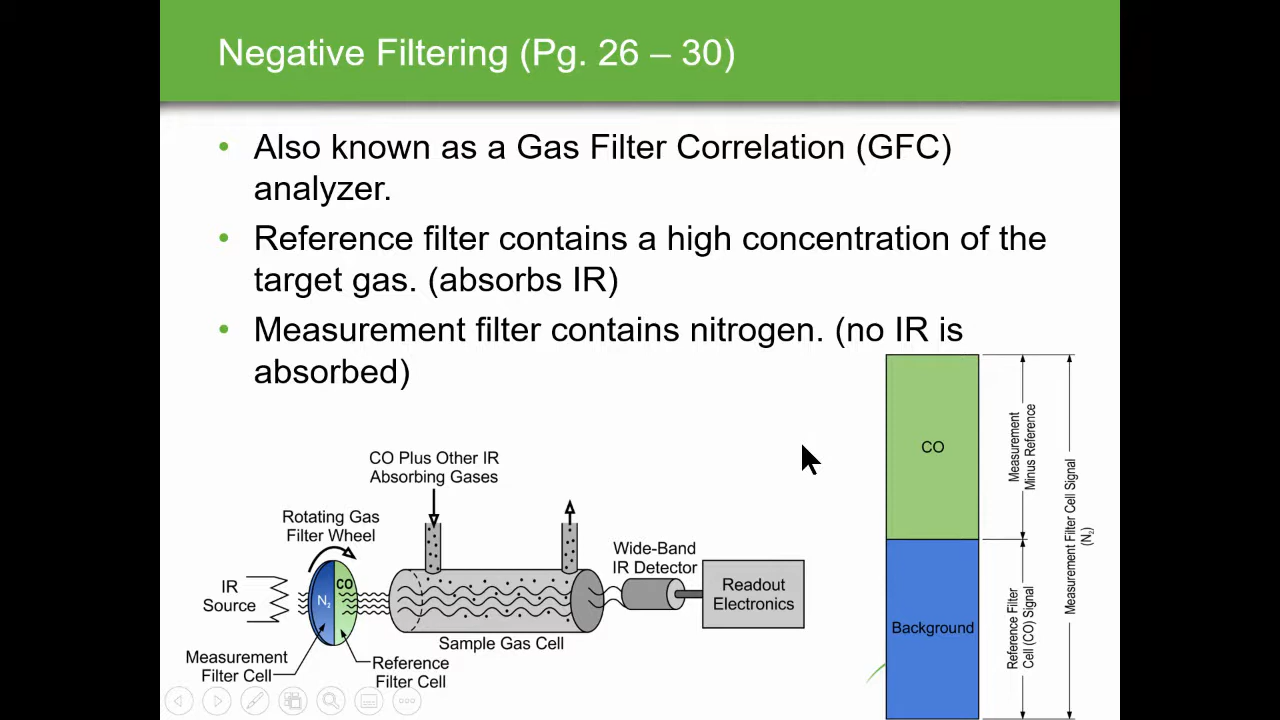 Negative Filtering (Pg. 26 – 30)
• Also known as a Gas Filter Correlation (GFC)
analyzer.
• Reference filter contains a high concentration of the
target gas. (absorbs IR)
• Measurement filter contains nitrogen. (no IR is
absorbed)
CO Plus Other IR
Absorbing Gases
Rotating Gas
Filter Wheel
IR
Source
N₂
CO
Measurement
Filter Cell
Reference
Filter Cell
Sample Gas Cell
Wide-Band
IR Detector
Readout
Electronics
CO
Background
Measurement
Minus Reference
Reference Filter
Cell (CO) Signal
Measurement Filter Cell Signal
(N₂)